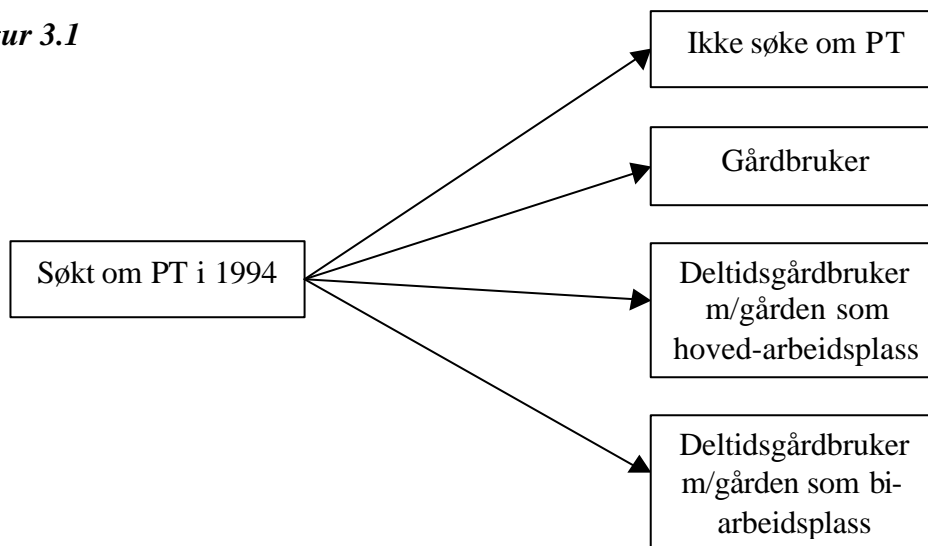 ur 3.1
Ikke søke om PT
Gårdbruker
Søkt om PT i 1994
Deltidsgårdbruker
m/gården som
hoved-arbeidsplass
Deltidsgårdbruker
m/gården som bi-
arbeidsplass